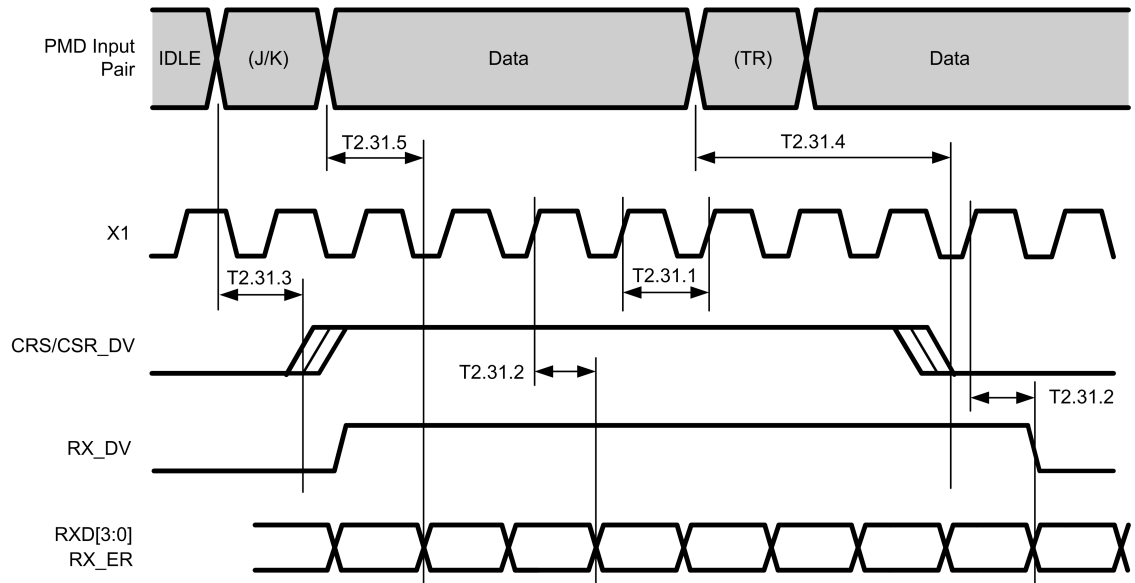 PMD Input
Pair
IDLE
(J/K)
Data
(TR)
Data
T2.31.5
T2.31.4
X1
T2.31.3
T2.31.1
CRS/CSR_DV
T2.31.2
T2.31.2
RX_DV
RXD[3:0]
RX_ER